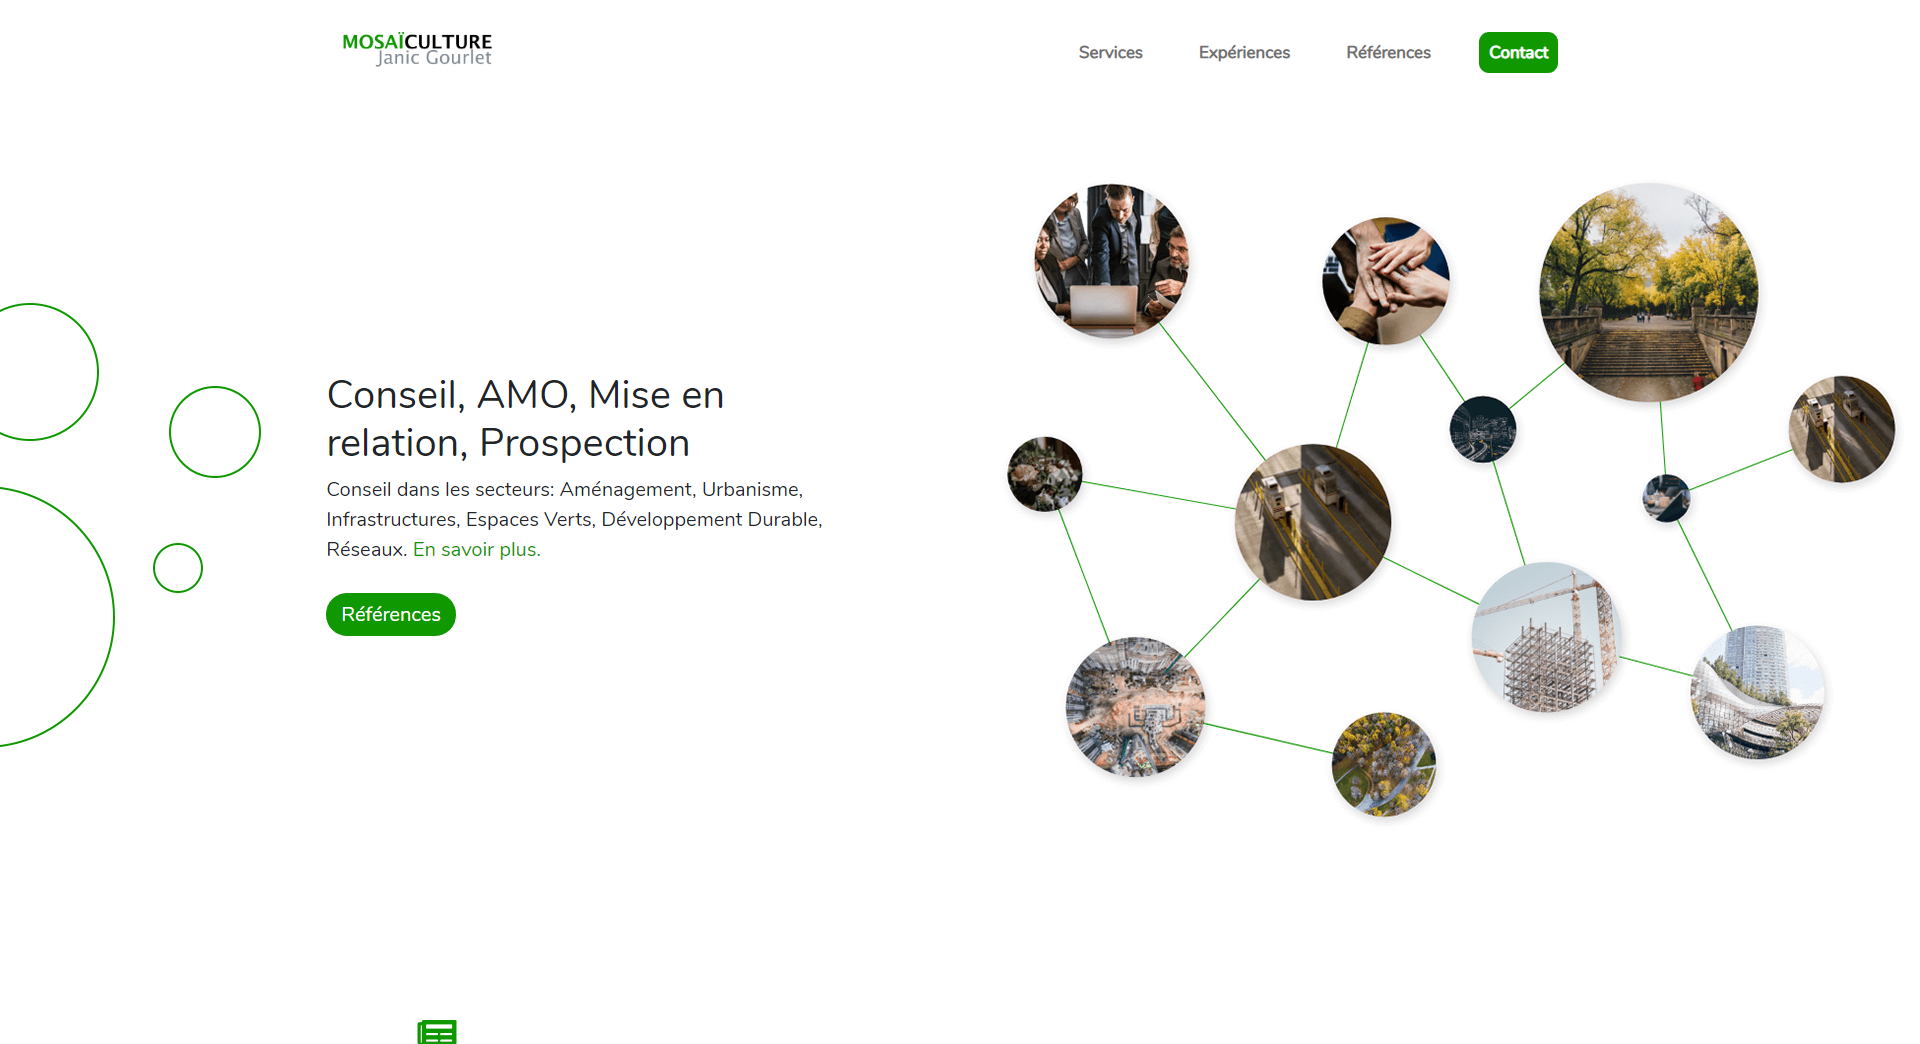 MOSAÏCULTURE
Janic Gourlet
Services
Expériences
Références
Contact
Conseil, AMO, Mise en
relation, Prospection
Conseil dans les secteurs: Aménagement, Urbanisme,
Infrastructures, Espaces Verts, Développement Durable,
Réseaux. En savoir plus.
Références